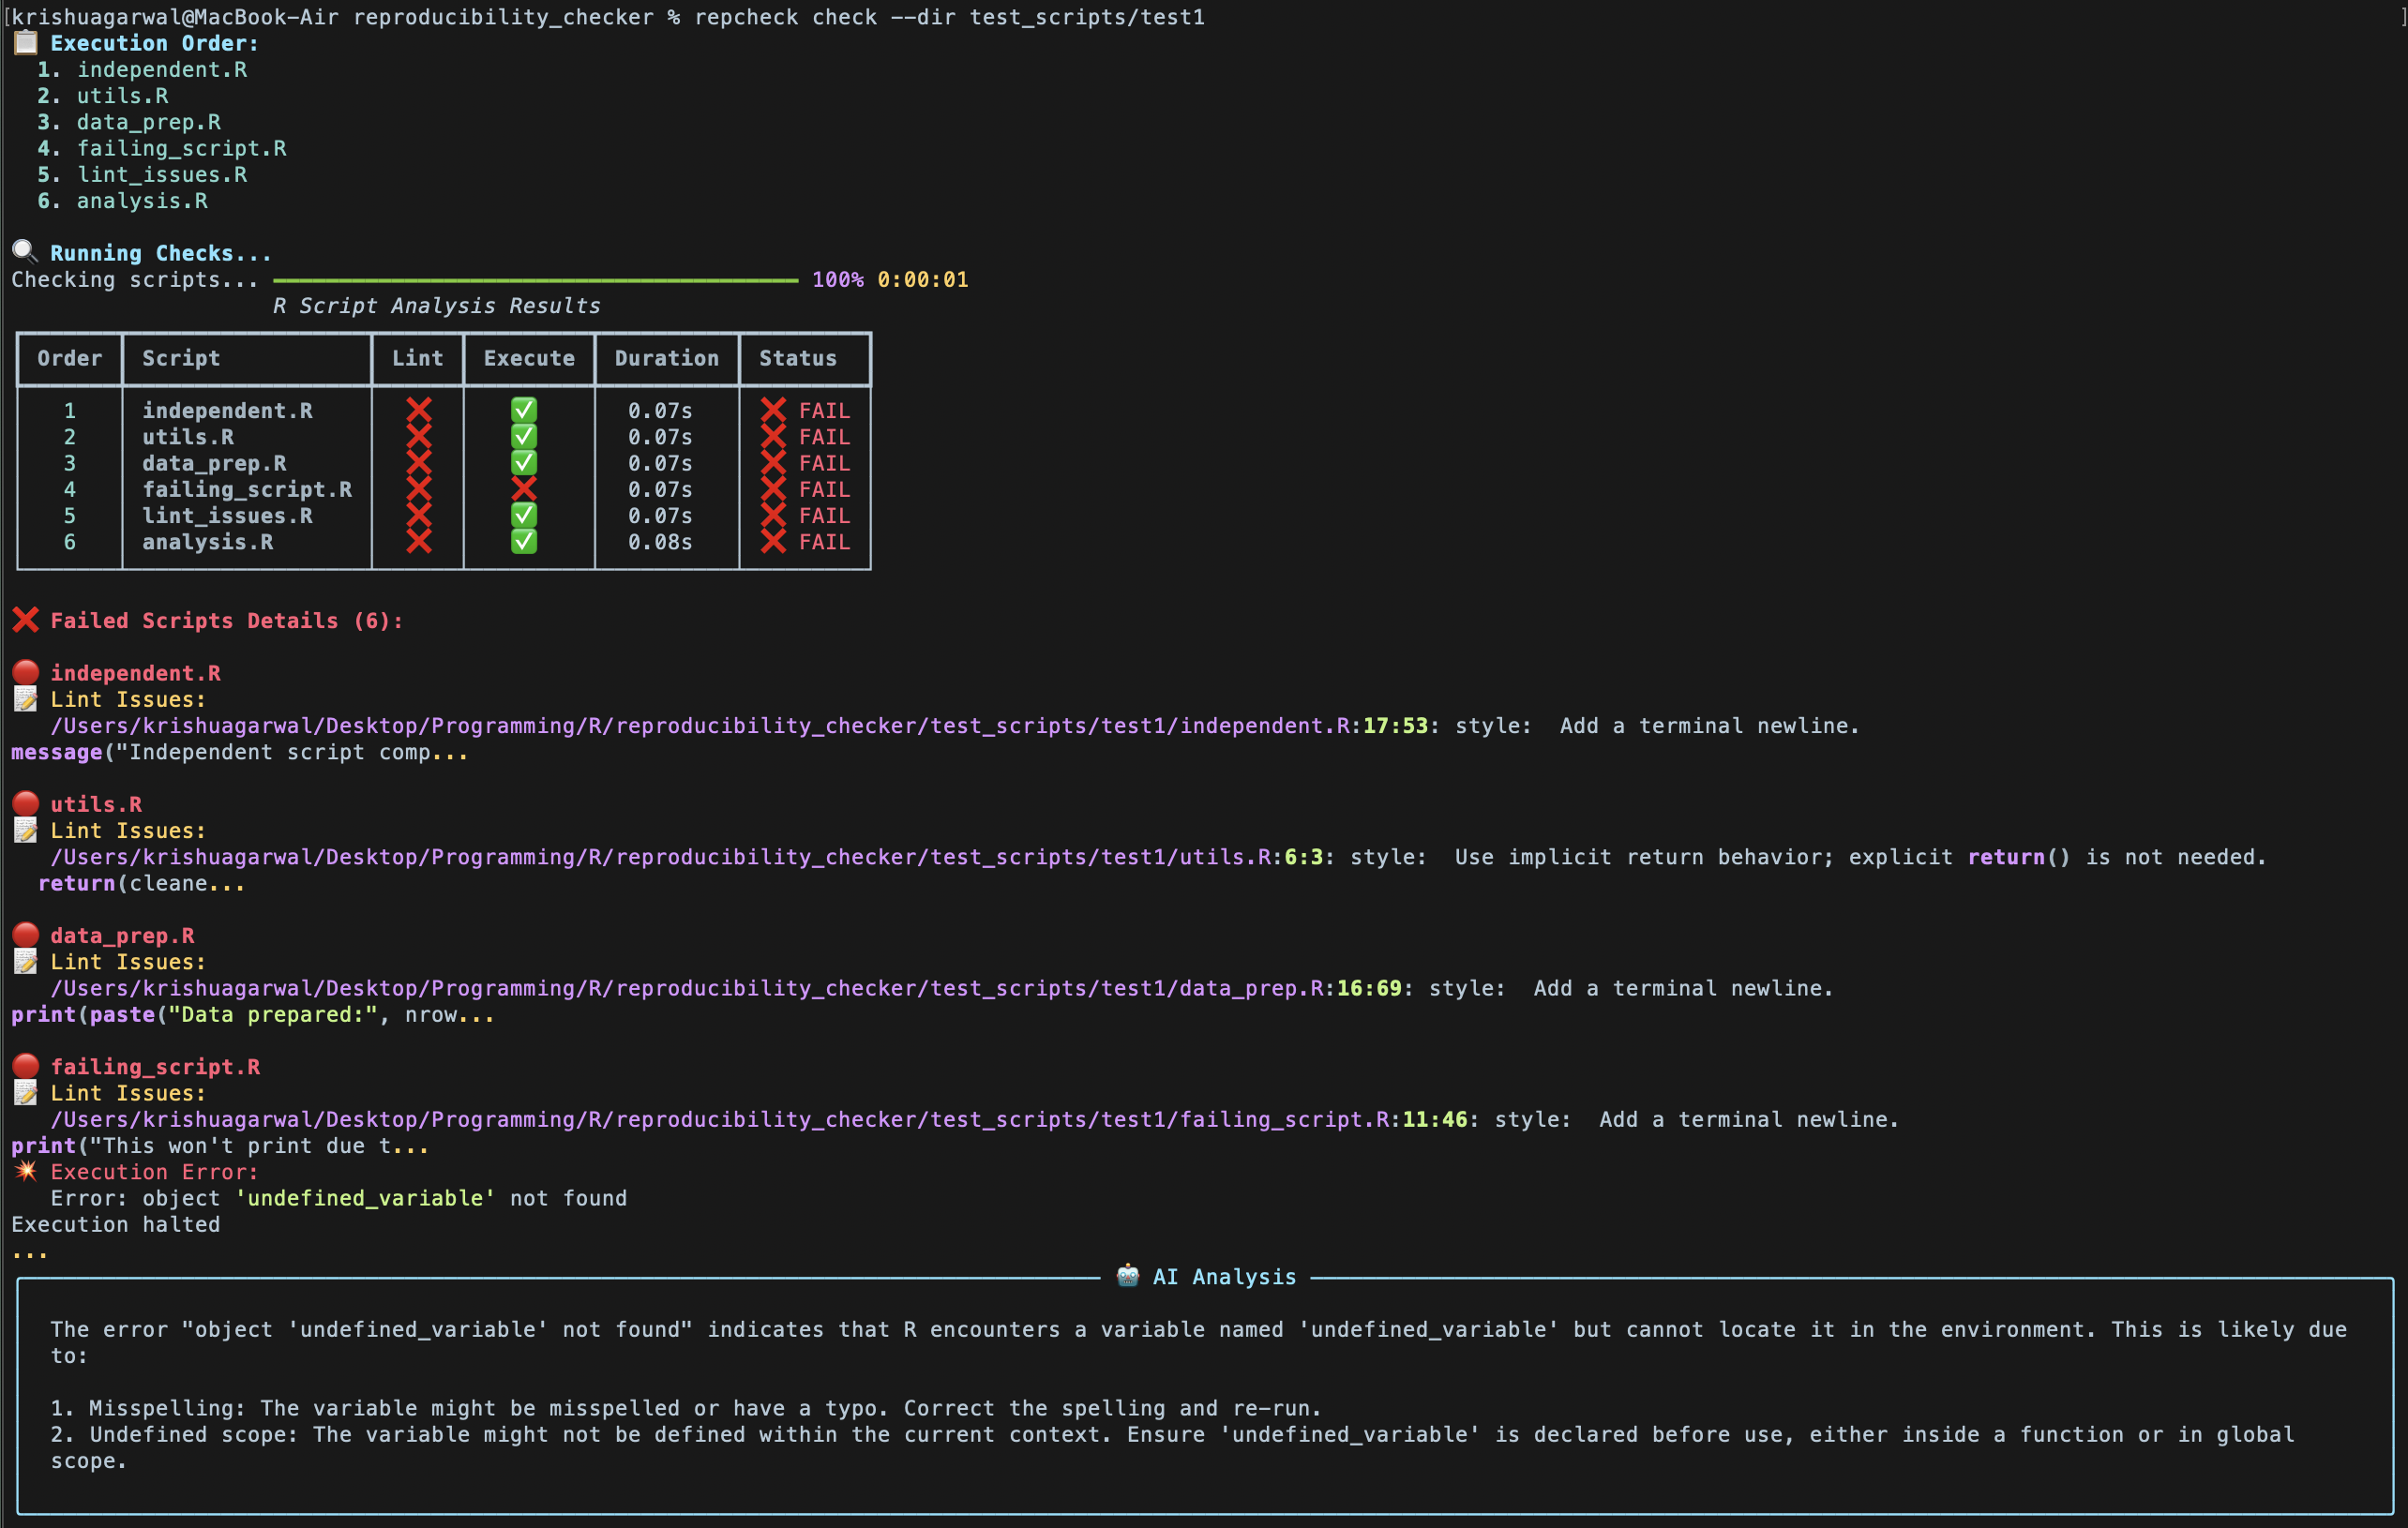 [krishuagarwal@MacBook-Air reproducibility_checker % repcheck check --dir test_scripts/test1 ]
📋 Execution Order:
1. independent.R
2. utils.R
3. data_prep.R
4. failing_script.R
5. lint_issues.R
6. analysis.R
🔍 Running Checks...
Checking scripts... 100% 0:00:01
R Script Analysis Results
Order Script Lint Execute Duration Status
1 independent.R ❌ ✅ 0.07s ❌ FAIL
2 utils.R ❌ ✅ 0.07s ❌ FAIL
3 data_prep.R ❌ ✅ 0.07s ❌ FAIL
4 failing_script.R ❌ ❌ 0.07s ❌ FAIL
5 lint_issues.R ❌ ✅ 0.07s ❌ FAIL
6 analysis.R ❌ ✅ 0.08s ❌ FAIL
❌ Failed Scripts Details (6):
🔴 independent.R
📝 Lint Issues:
/Users/krishuagarwal/Desktop/Programming/R/reproducibility_checker/test_scripts/test1/independent.R:17:53: style:  Add a terminal newline.
message("Independent script comp...
🔴 utils.R
📝 Lint Issues:
/Users/krishuagarwal/Desktop/Programming/R/reproducibility_checker/test_scripts/test1/utils.R:6:3: style:  Use implicit return behavior; explicit return() is not needed.
return(cleane...
🔴 data_prep.R
📝 Lint Issues:
/Users/krishuagarwal/Desktop/Programming/R/reproducibility_checker/test_scripts/test1/data_prep.R:16:69: style:  Add a terminal newline.
print(paste("Data prepared:", nrow...
🔴 failing_script.R
📝 Lint Issues:
/Users/krishuagarwal/Desktop/Programming/R/reproducibility_checker/test_scripts/test1/failing_script.R:11:46: style:  Add a terminal newline.
print("This won't print due t...
💥 Execution Error:
Error: object 'undefined_variable' not found
Execution halted
...
🤖 AI Analysis
The error "object 'undefined_variable' not found" indicates that R encounters a variable named 'undefined_variable' but cannot locate it in the environment. This is likely due
to:
1. Misspelling: The variable might be misspelled or have a typo. Correct the spelling and re-run.
2. Undefined scope: The variable might not be defined within the current context. Ensure 'undefined_variable' is declared before use, either inside a function or in global
scope.